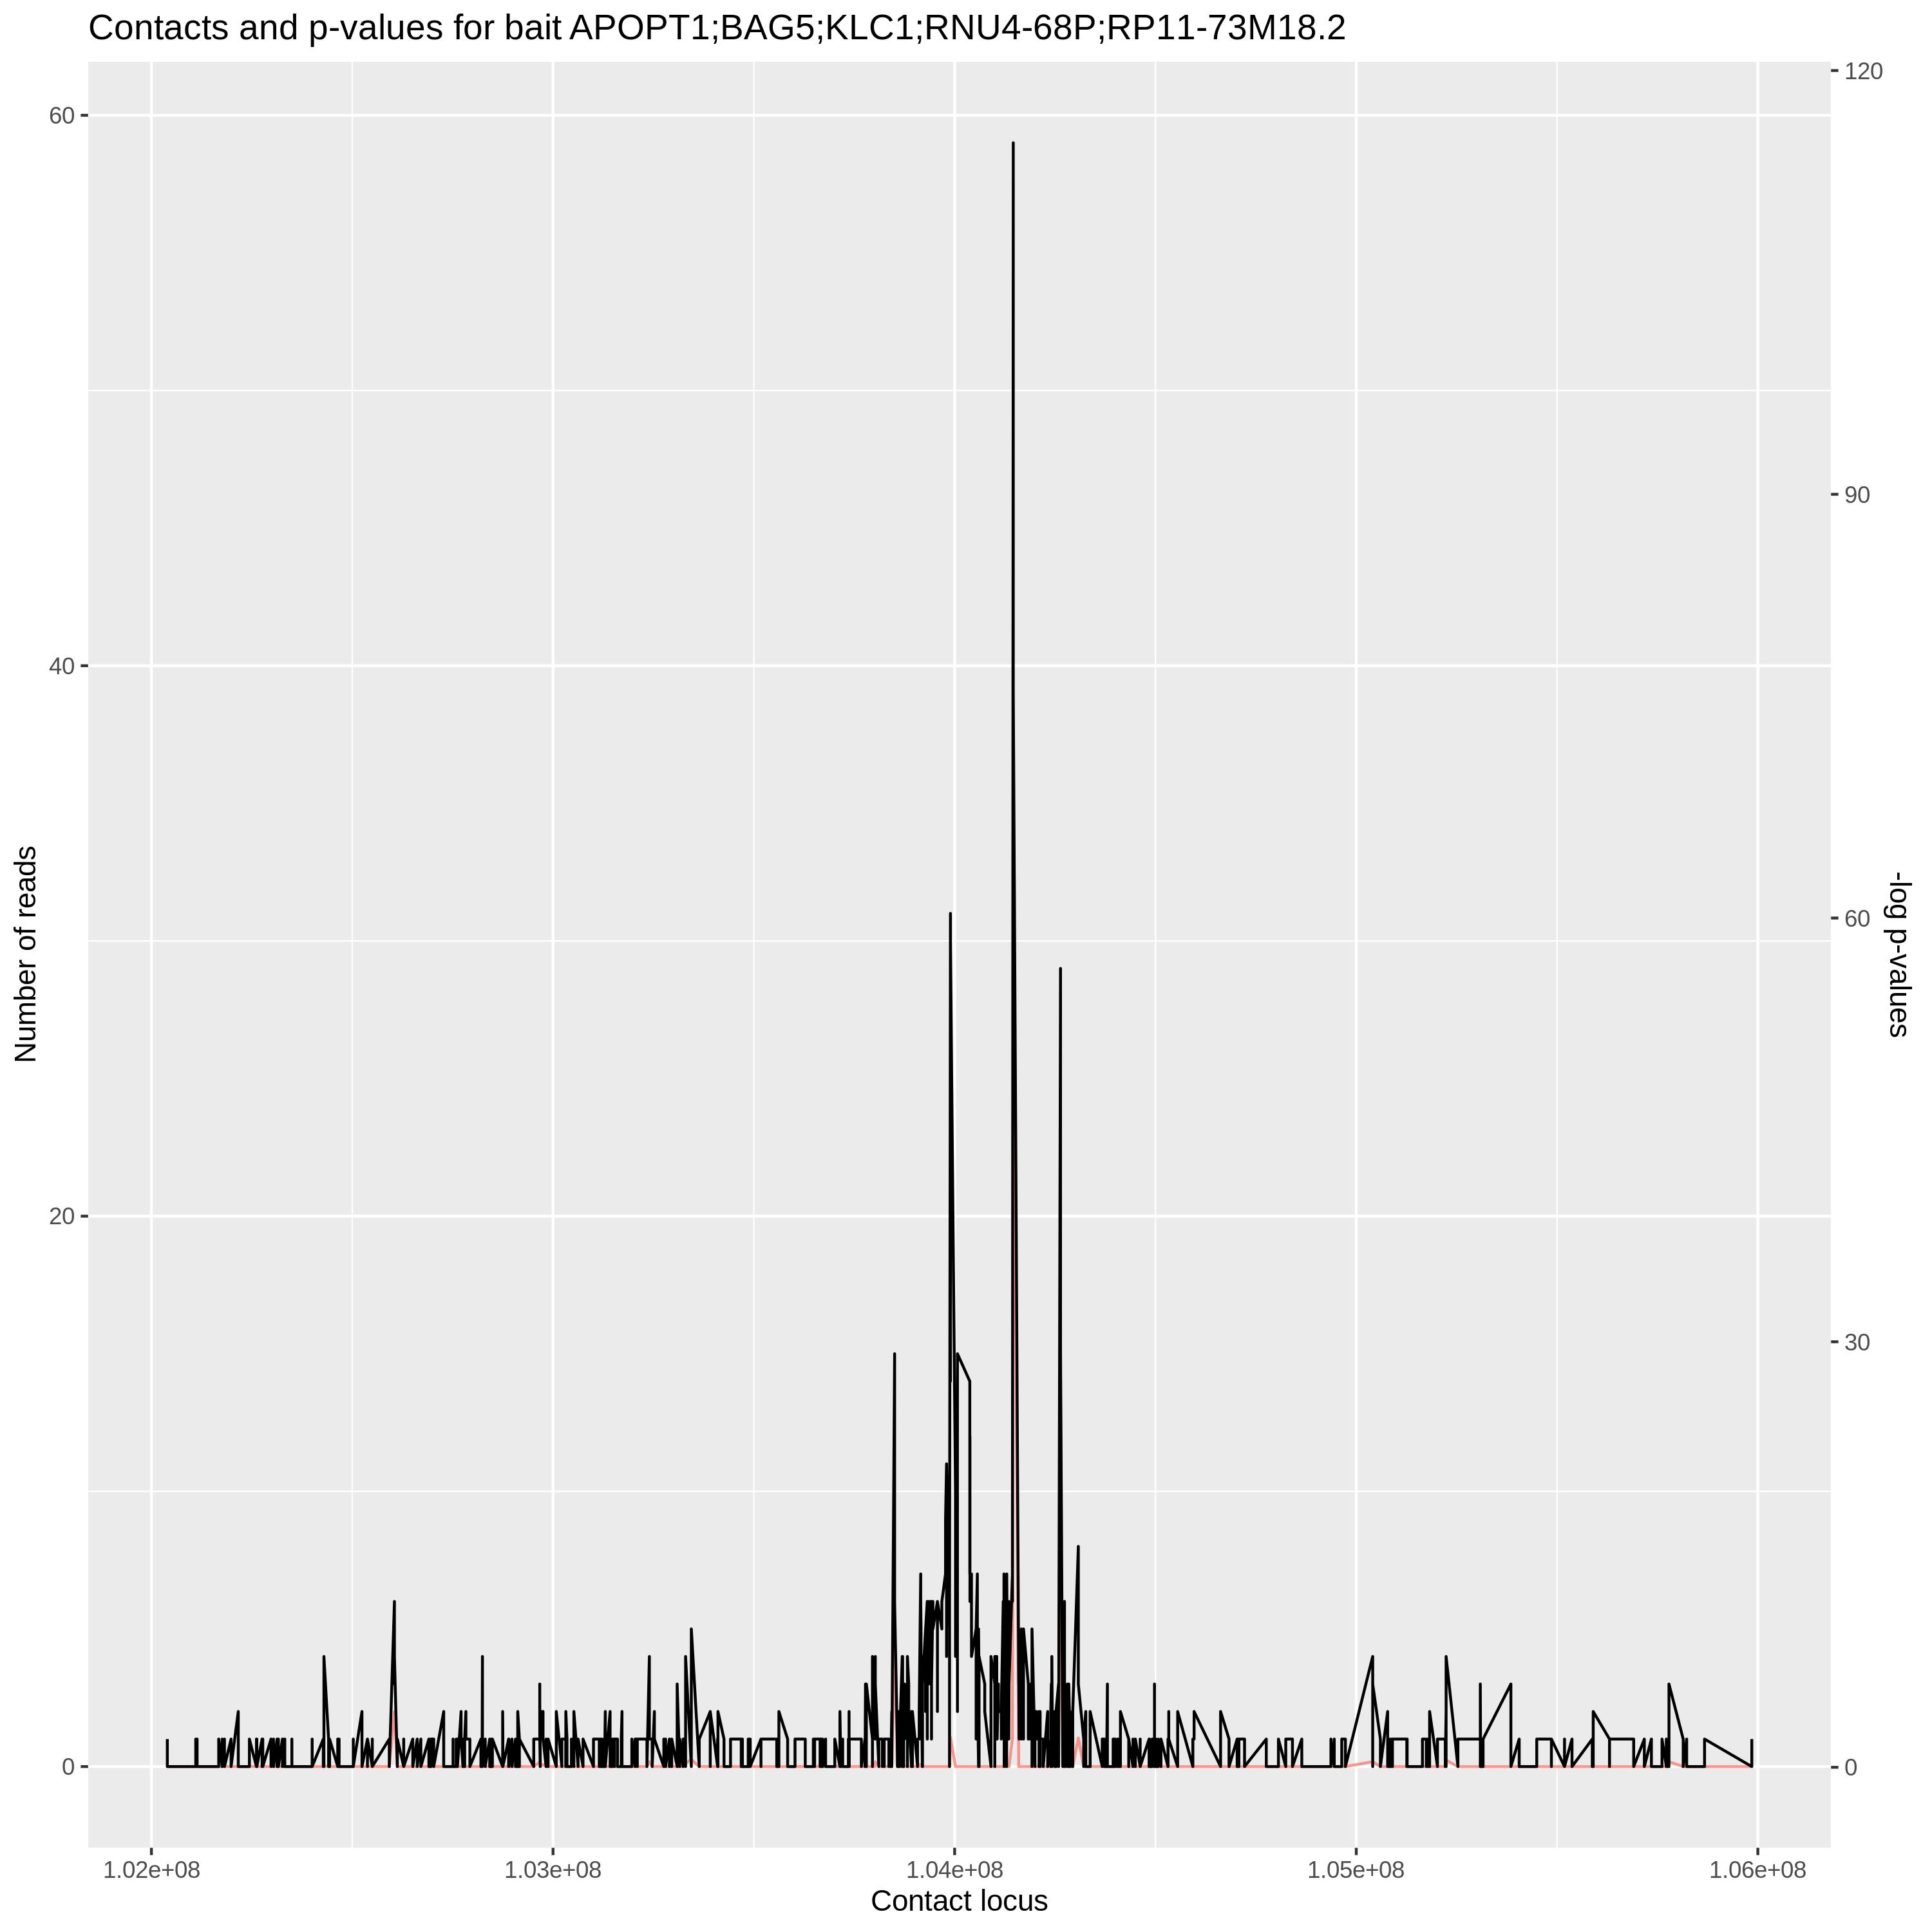 Contacts and p-values for bait APOPT1;BAG5;KLC1;RNU4-68P;RP11-73M18.2
60
40
20
0
Number of reads
120
90
60
30
0
-log p-values
1.02e+08
1.03e+08
1.04e+08
1.05e+08
1.06e+08
Contact locus